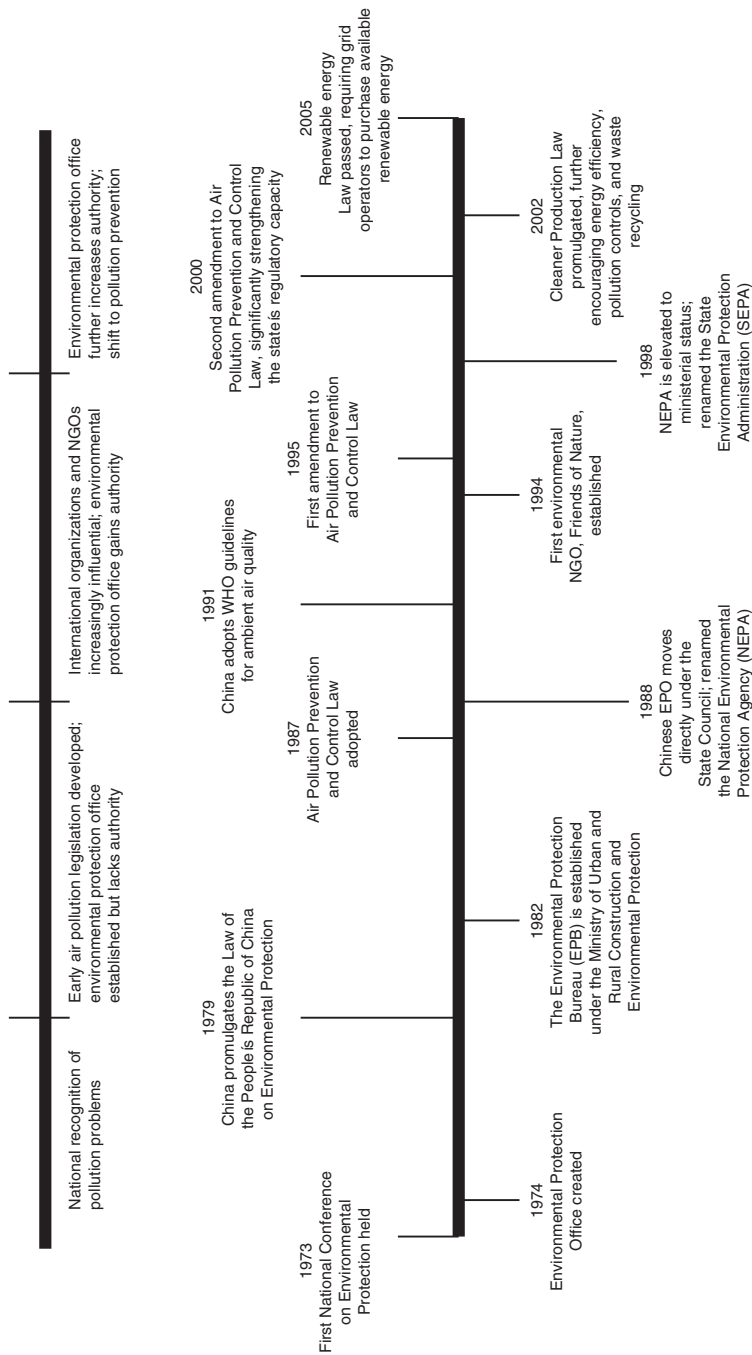 National recognition of
pollution problems
Early air pollution legislation developed;
environmental protection office
established but lacks authority
International organizations and NGOs
increasingly influential; environmental
protection office gains authority
Environmental protection office
further increases authority;
shift to pollution prevention
1973
First National Conference
on Environmental
Protection held
1979
China promulgates the Law of
the Peopleís Republic of China
on Environmental Protection
1987
Air Pollution Prevention
and Control Law
adopted
1991
China adopts WHO guidelines
for ambient air quality
1995
First amendment to
Air Pollution Prevention
and Control Law
2000
Second amendment to Air
Pollution Prevention and Control
Law, significantly strengthening
the stateís regulatory capacity
2005
Renewable energy
Law passed, requiring grid
operators to purchase available
renewable energy
1974
Environmental Protection
Office created
1982
The Environmental Protection
Bureau (EPB) is established
under the Ministry of Urban and
Rural Construction and
Environmental Protection
1988
Chinese EPO moves
directly under the
State Council; renamed
the National Environmental
Protection Agency (NEPA)
1994
First environmental
NGO, Friends of Nature,
established
1998
NEPA is elevated to
ministerial status;
renamed the State
Environmental Protection
Administration (SEPA)
2002
Cleaner Production Law
promulgated, further
encouraging energy efficiency,
pollution controls, and waste
recycling